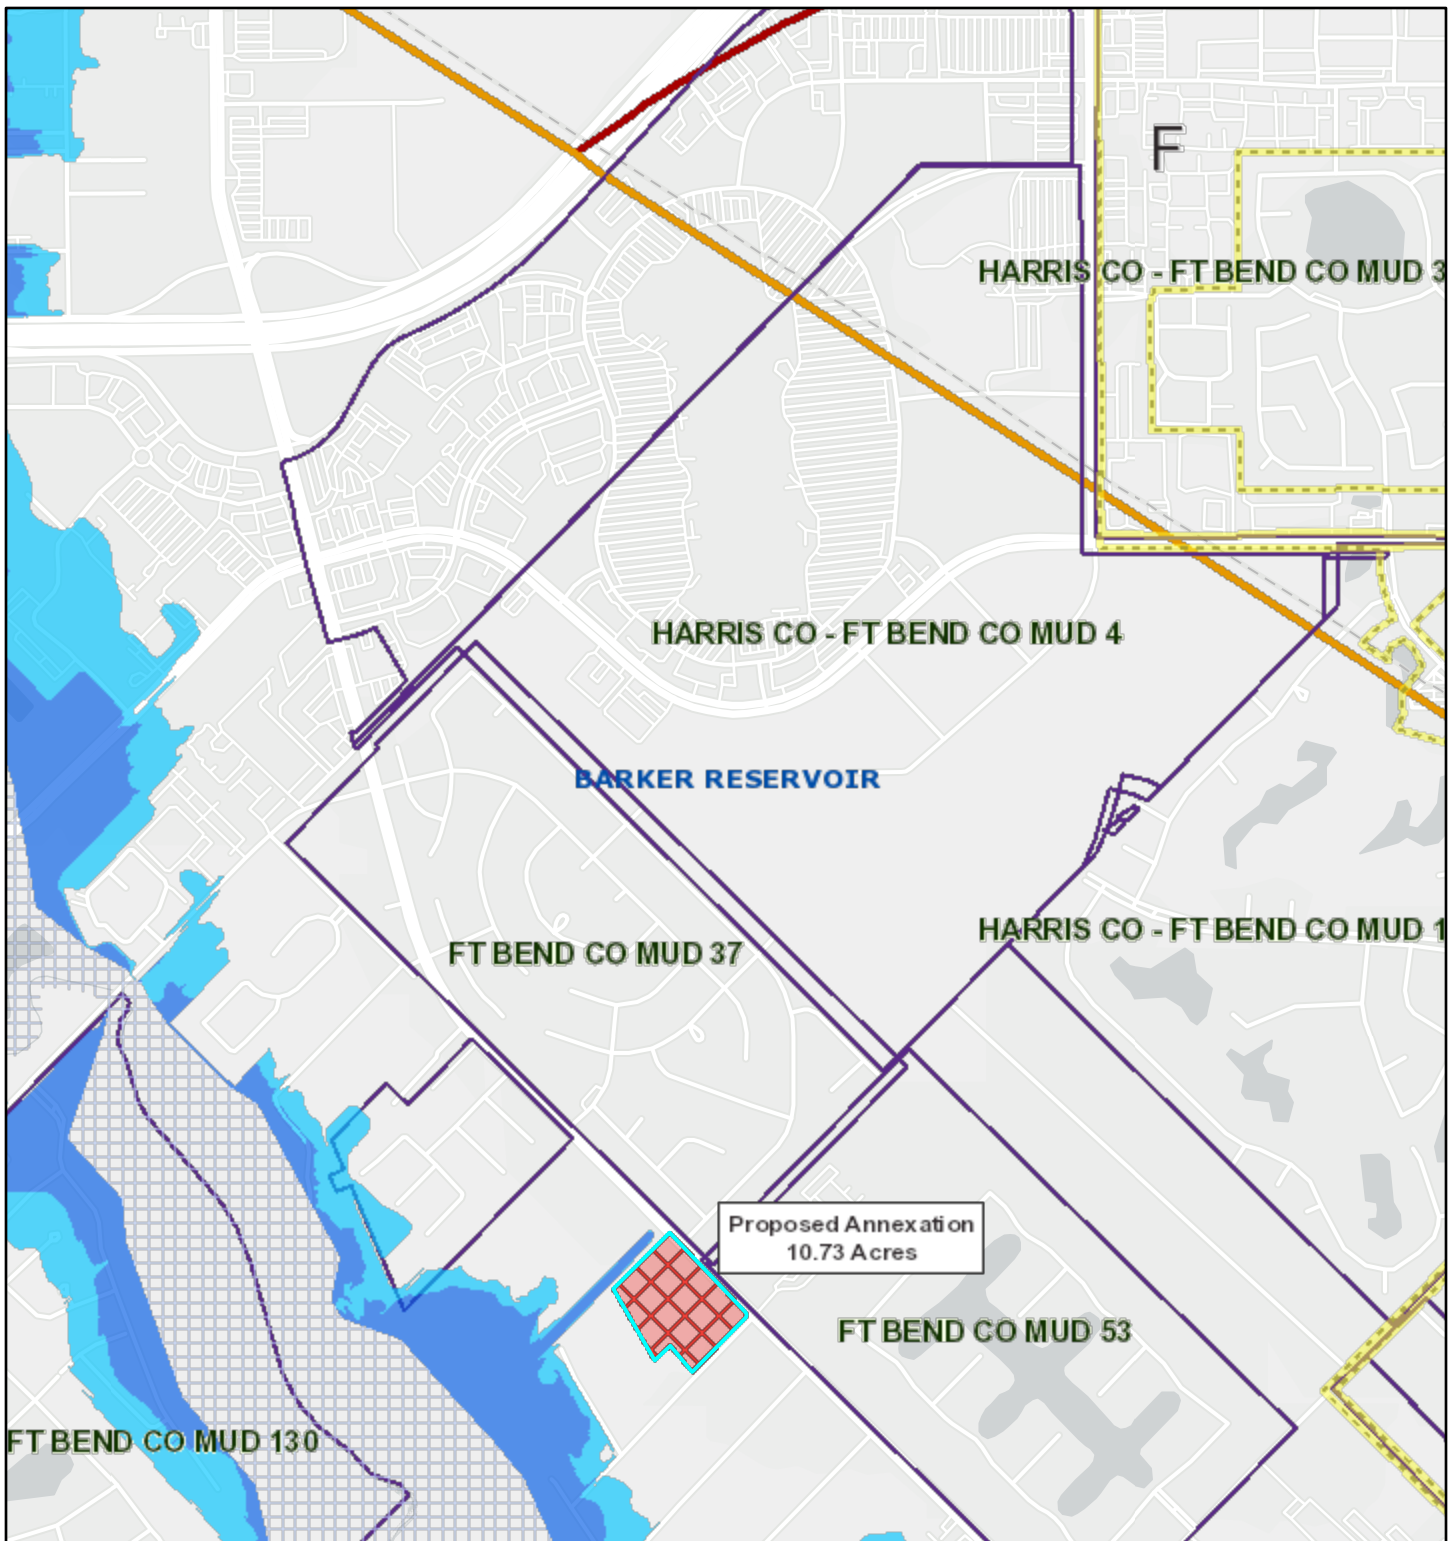 F
HARRIS CO - FT BEND CO MUD 3
HARRIS CO - FT BEND CO MUD 4
BARKER RESERVOIR
HARRIS CO - FT BEND CO MUD 1
FT BEND CO MUD 37
Proposed Annexation
10.73 Acres
FT BEND CO MUD 53
FT BEND CO MUD 130